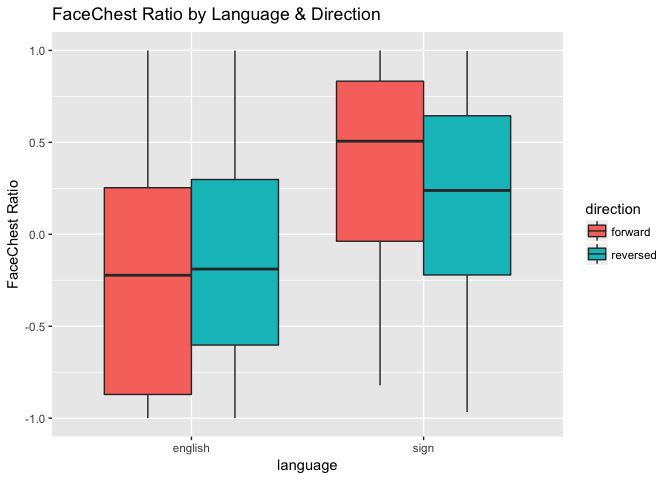 FaceChest Ratio by Language & Direction
FaceChest Ratio
1.0
0.5
0.0
-0.5
-1.0
english
sign
language
direction
forward
reversed